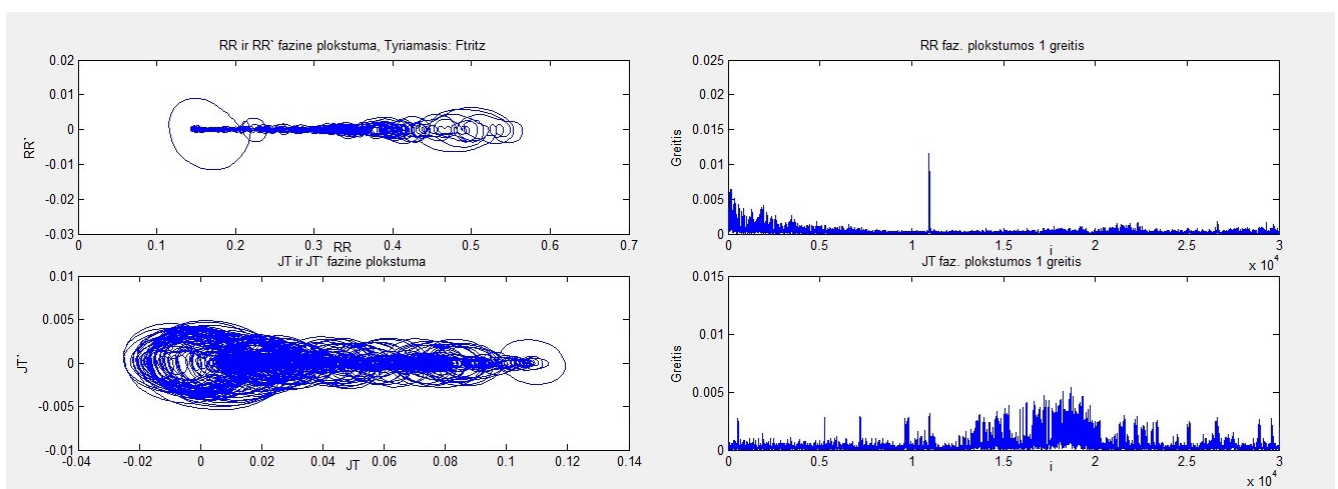 RR ir RR` fazine plokstuma, Tyriamasis: Ftritz
0.02
0.01
0
-0.01
-0.02
-0.03
RR`
0 0.1 0.2 0.3 0.4 0.5 0.6 0.7
RR
RR faz. plokstumos 1 greitis
0.025
0.02
0.015
0.01
0.005
0
Greitis
0 0.5 1 1.5 2 2.5 3
i
x 10^4
JT ir JT` fazine plokstuma
0.01
0.005
0
-0.005
-0.01
JT`
-0.04 -0.02 0 0.02 0.04 0.06 0.08 0.1 0.12 0.14
JT
JT faz. plokstumos 1 greitis
0.015
0.01
0.005
0
Greitis
0 0.5 1 1.5 2 2.5 3
i
x 10^4